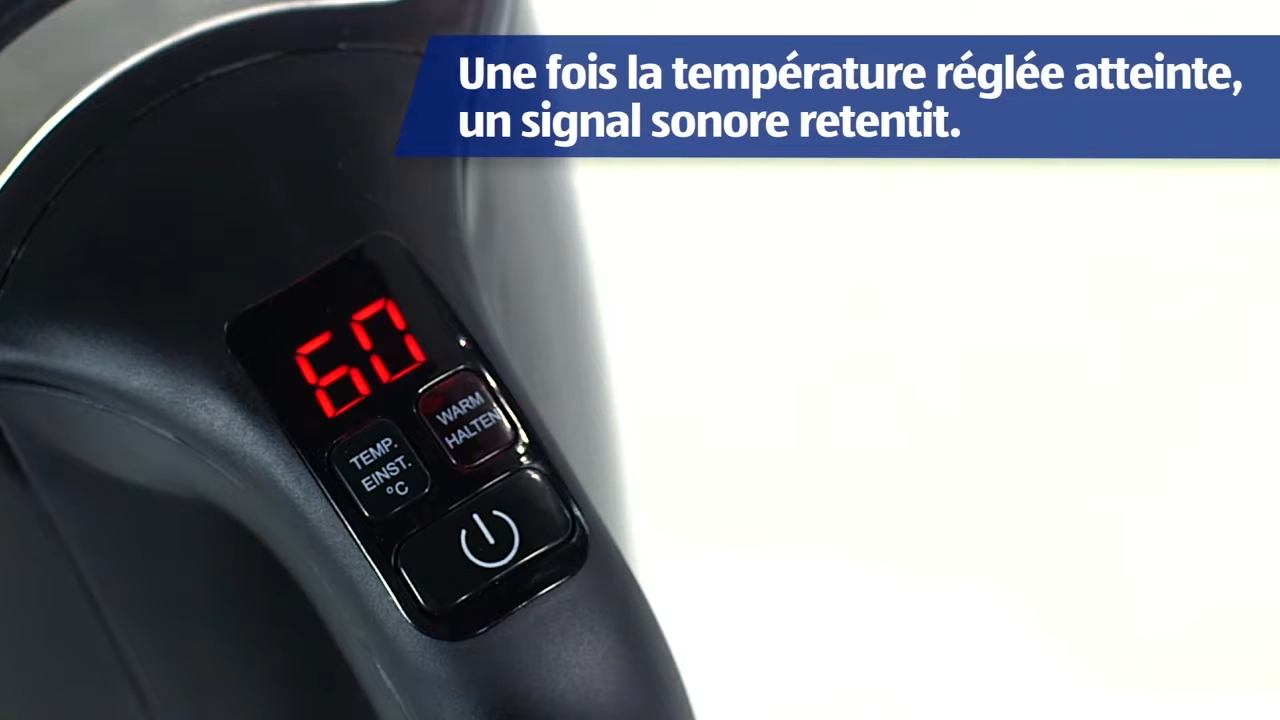 Une fois la température réglée atteinte,
un signal sonore retentit.
60
WARM
HALTEN
TEMP.
EINST.
°C